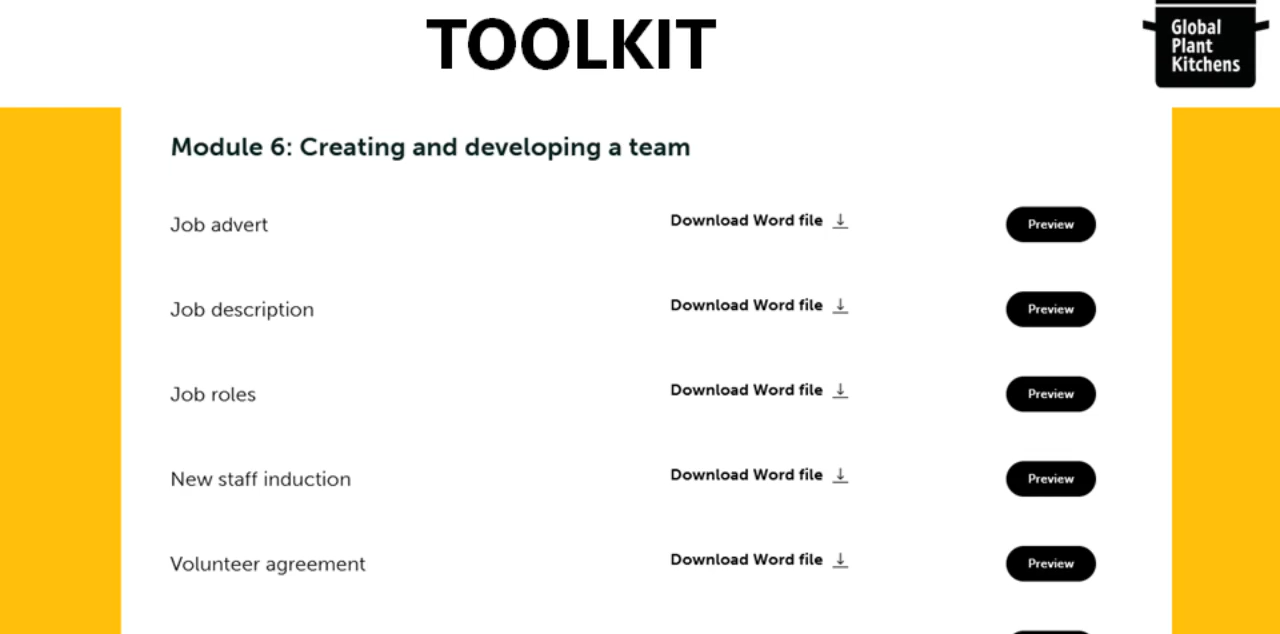 TOOLKIT
Global
Plant
Kitchens
Module 6: Creating and developing a team
Job advert Download Word file Preview
Job description Download Word file Preview
Job roles Download Word file Preview
New staff induction Download Word file Preview
Volunteer agreement Download Word file Preview